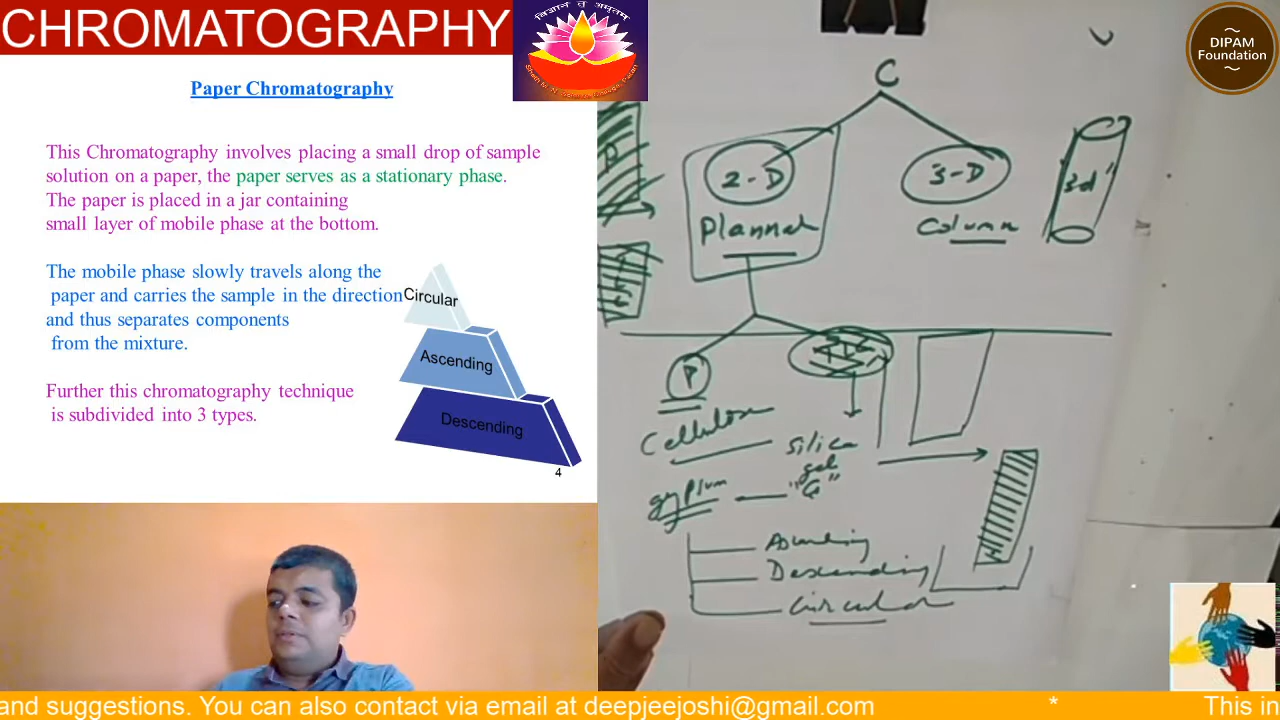 CHROMATOGRAPHY
विज्ञानं तु अमृतम्
DIPAM
Foundation
Paper Chromatography
This Chromatography involves placing a small drop of sample
solution on a paper, the paper serves as a stationary phase.
The paper is placed in a jar containing
small layer of mobile phase at the bottom.
The mobile phase slowly travels along the
paper and carries the sample in the direction
and thus separates components
from the mixture.
Further this chromatography technique
is subdivided into 3 types.
Circular
Ascending
Descending
4
C
2-D
3-D
3d'
Plannar
Column
P
Cellulose
Silica
gel
"G"
gypsum
Ascending
Descending
Circular
and suggestions. You can also contact via email at deepjeejoshi@gmail.com * This in